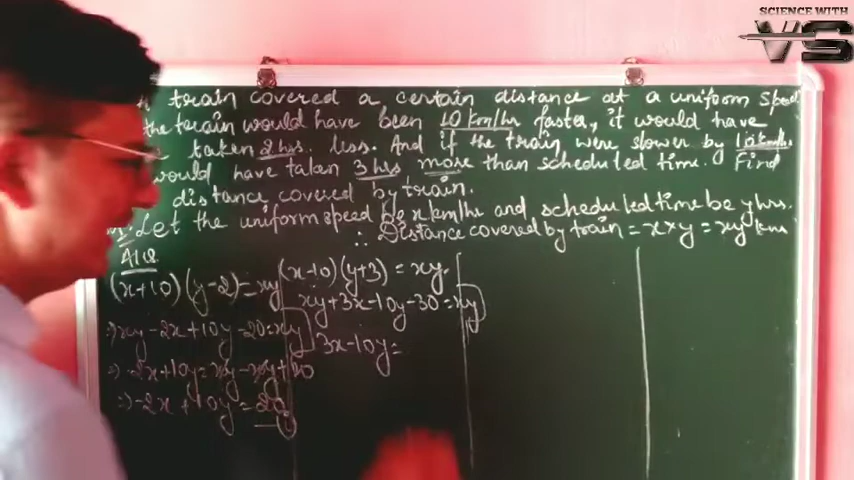 SCIENCE WITH
VS
train covered a certain distance at a uniform speed
the train would have been 10 km/hr faster, it would have
taken 2 hrs. less. And if the train were slower by 10 km/hr
would have taken 3 hrs more than scheduled time. Find
distance covered by train.
Let the uniform speed be x km/hr and scheduled time be y hrs.
Ans
∴ Distance covered by train = x×y = xy km
(x+10)(y-2)=xy
⇒ xy-2x+10y-20=xy
⇒ -2x+10y=xy-xy+20
⇒ -2x+10y=20
(x-10)(y+3)=xy
xy+3x-10y-30=xy
3x-10y=